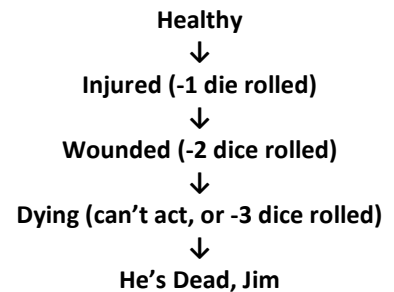 Healthy
↓
Injured (-1 die rolled)
↓
Wounded (-2 dice rolled)
↓
Dying (can't act, or -3 dice rolled)
↓
He's Dead, Jim